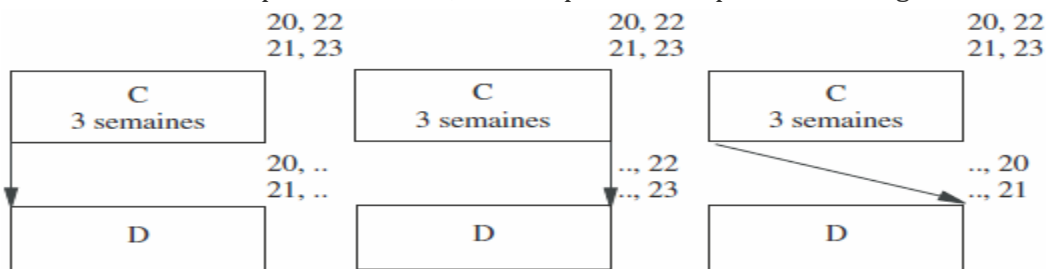 20, 22
21, 23
C
3 semaines
20, ..
21, ..
D
20, 22
21, 23
C
3 semaines
.., 22
.., 23
D
20, 22
21, 23
C
3 semaines
.., 20
.., 21
D